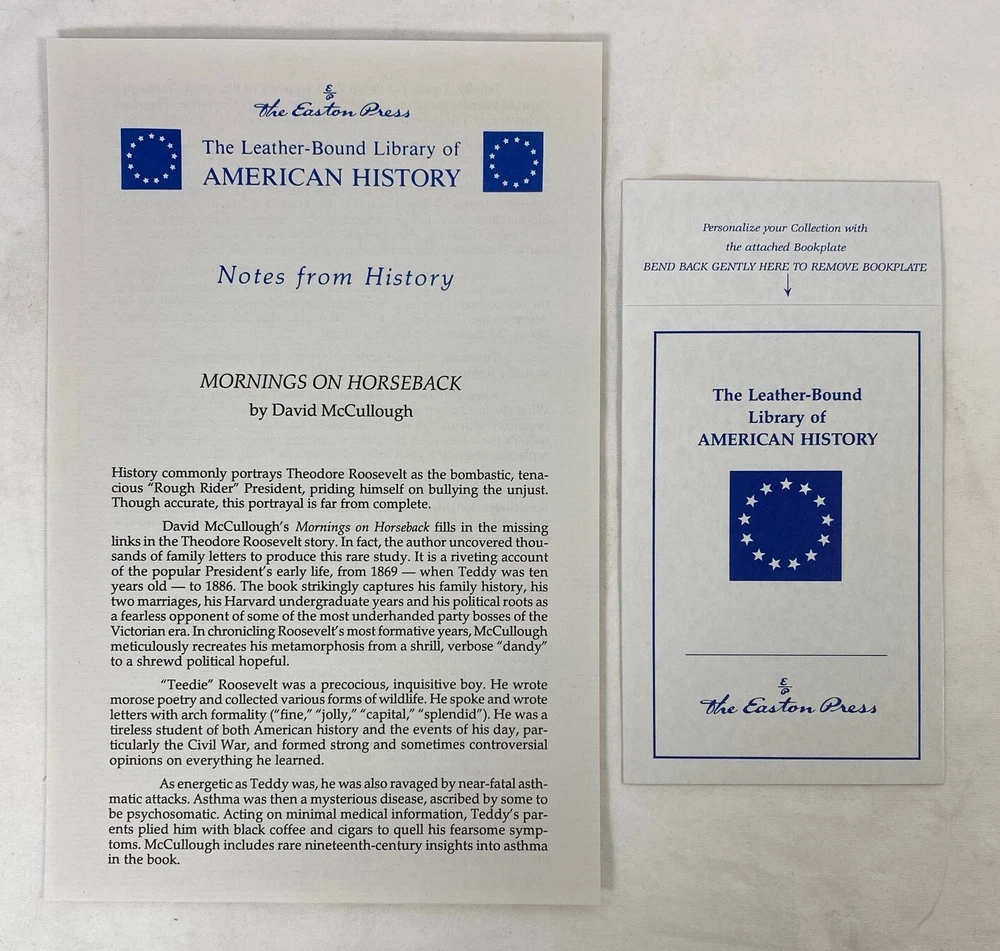 E
P
The Easton Press
The Leather-Bound Library of
AMERICAN HISTORY
Notes from History
MORNINGS ON HORSEBACK
by David McCullough
History commonly portrays Theodore Roosevelt as the bombastic, tena-
cious “Rough Rider” President, priding himself on bullying the unjust.
Though accurate, this portrayal is far from complete.
David McCullough’s Mornings on Horseback fills in the missing
links in the Theodore Roosevelt story. In fact, the author uncovered thou-
sands of family letters to produce this rare study. It is a riveting account
of the popular President’s early life, from 1869 — when Teddy was ten
years old — to 1886. The book strikingly captures his family history, his
two marriages, his Harvard undergraduate years and his political roots as
a fearless opponent of some of the most underhanded party bosses of the
Victorian era. In chronicling Roosevelt’s most formative years, McCullough
meticulously recreates his metamorphosis from a shrill, verbose “dandy”
to a shrewd political hopeful.
“Teedie” Roosevelt was a precocious, inquisitive boy. He wrote
morose poetry and collected various forms of wildlife. He spoke and wrote
letters with arch formality (“fine,” “jolly,” “capital,” “splendid”). He was a
tireless student of both American history and the events of his day, par-
ticularly the Civil War, and formed strong and sometimes controversial
opinions on everything he learned.
As energetic as Teddy was, he was also ravaged by near-fatal asth-
matic attacks. Asthma was then a mysterious disease, ascribed by some to
be psychosomatic. Acting on minimal medical information, Teddy’s par-
ents plied him with black coffee and cigars to quell his fearsome symp-
toms. McCullough includes rare nineteenth-century insights into asthma
in the book.
Personalize your Collection with
the attached Bookplate
BEND BACK GENTLY HERE TO REMOVE BOOKPLATE
The Leather-Bound
Library of
AMERICAN HISTORY
E
P
The Easton Press